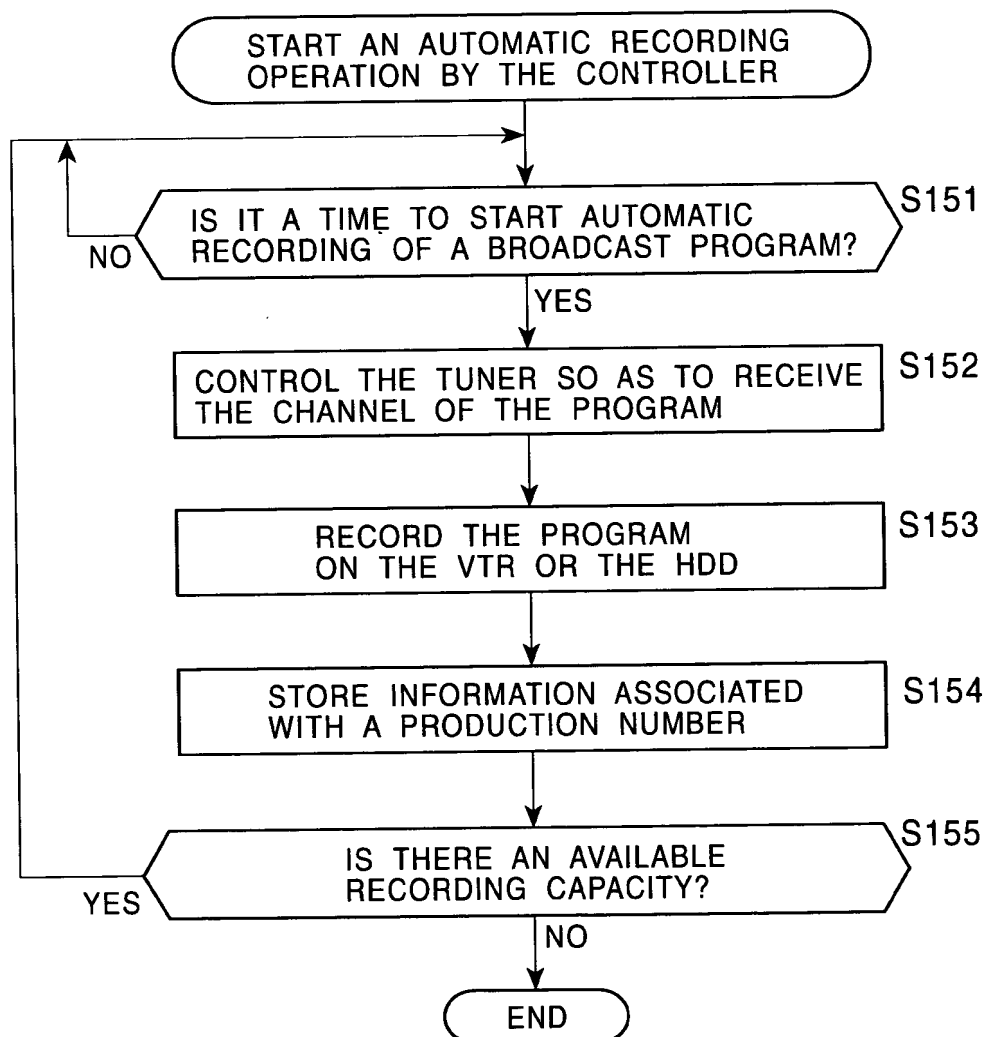 START AN AUTOMATIC RECORDING
OPERATION BY THE CONTROLLER
S151
IS IT A TIME TO START AUTOMATIC
RECORDING OF A BROADCAST PROGRAM?
NO
YES
S152
CONTROL THE TUNER SO AS TO RECEIVE
THE CHANNEL OF THE PROGRAM
S153
RECORD THE PROGRAM
ON THE VTR OR THE HDD
S154
STORE INFORMATION ASSOCIATED
WITH A PRODUCTION NUMBER
S155
IS THERE AN AVAILABLE
RECORDING CAPACITY?
YES
NO
END